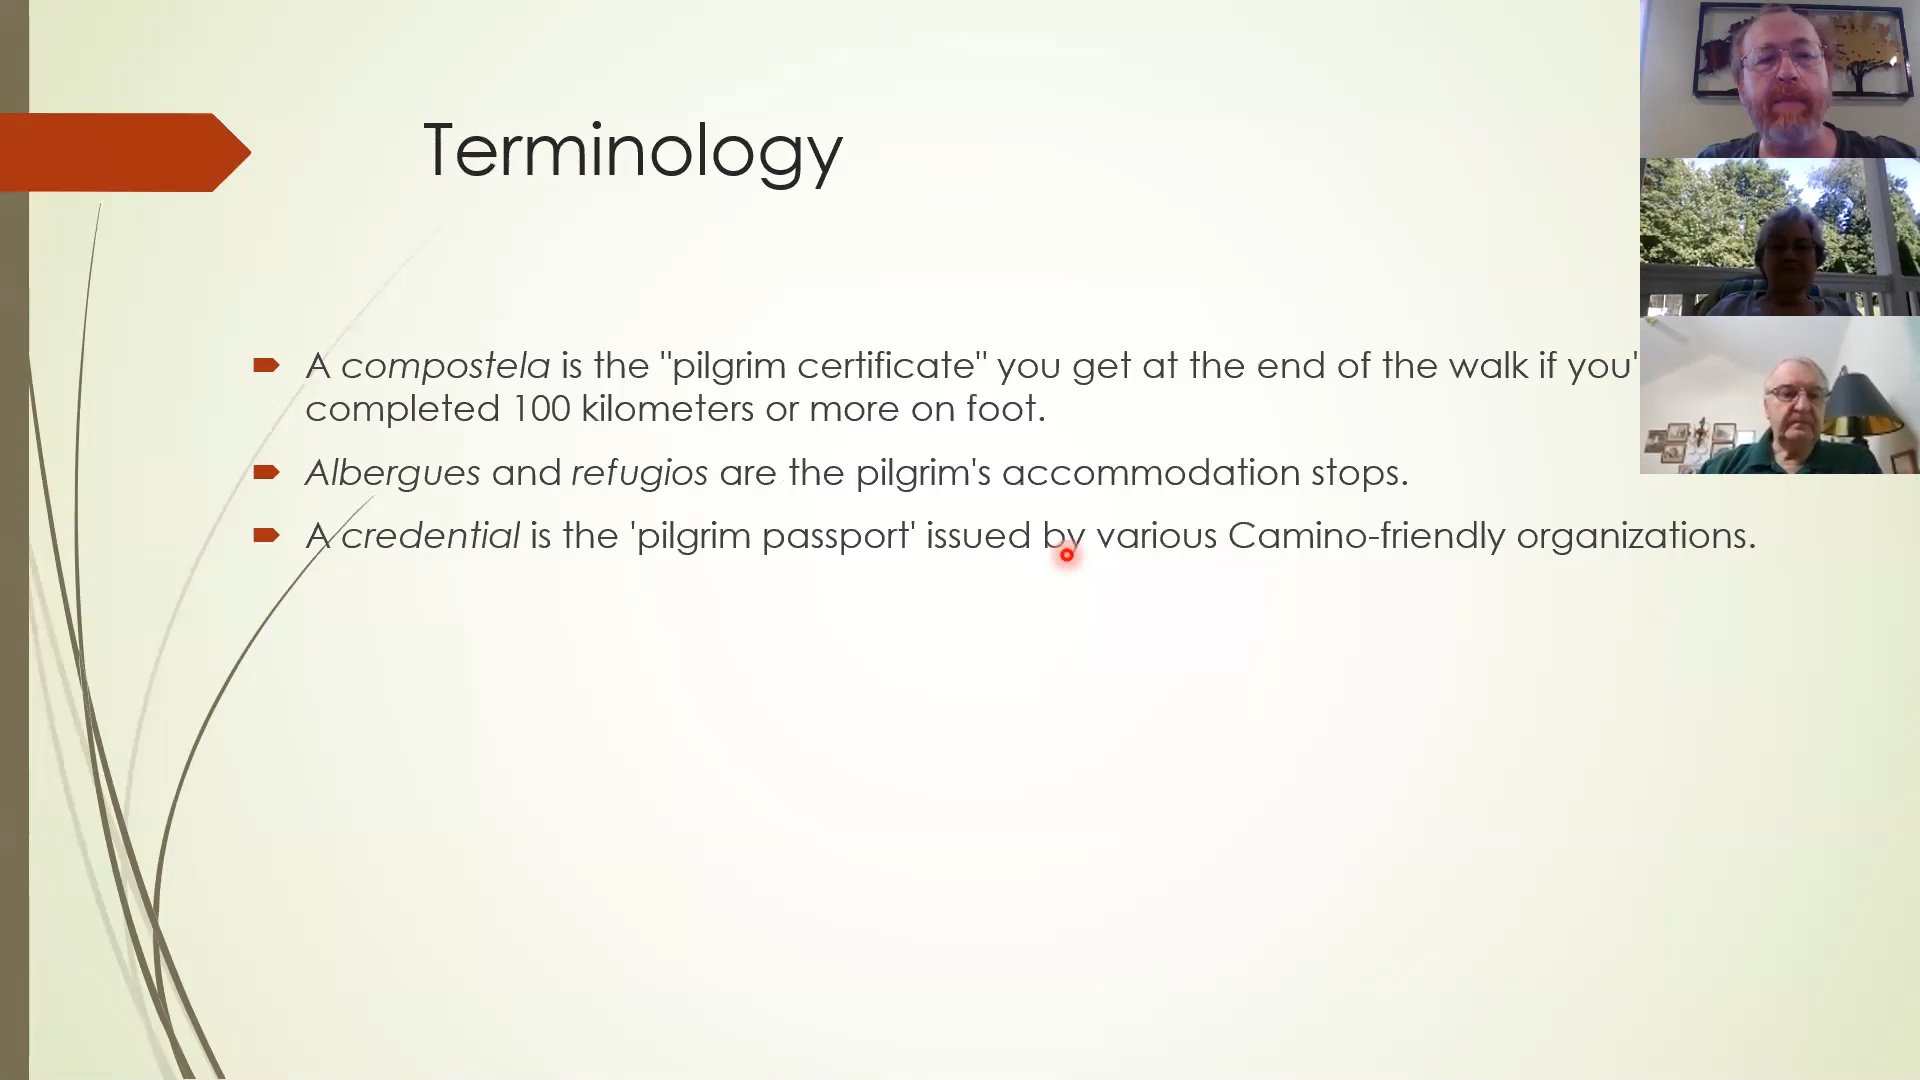 Terminology
A compostela is the "pilgrim certificate" you get at the end of the walk if you'
completed 100 kilometers or more on foot.
Albergues and refugios are the pilgrim's accommodation stops.
A credential is the 'pilgrim passport' issued by various Camino-friendly organizations.